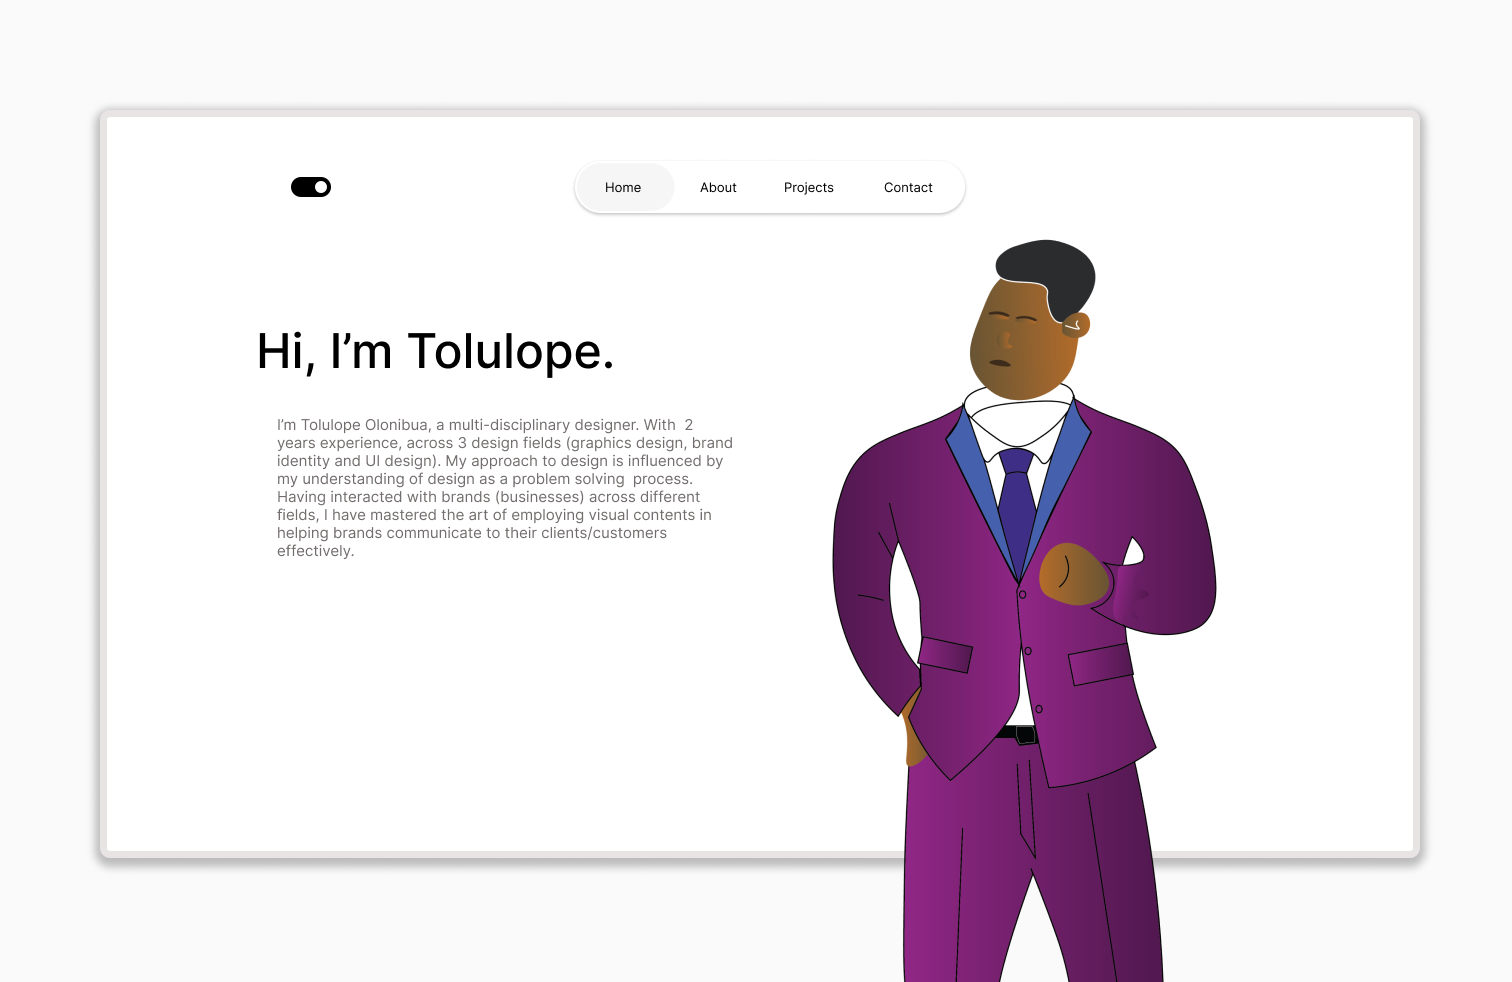 Home About Projects Contact
Hi, I’m Tolulope.
I’m Tolulope Olonibua, a multi-disciplinary designer. With  2
years experience, across 3 design fields (graphics design, brand
identity and UI design). My approach to design is influenced by
my understanding of design as a problem solving  process.
Having interacted with brands (businesses) across different
fields, I have mastered the art of employing visual contents in
helping brands communicate to their clients/customers
effectively.